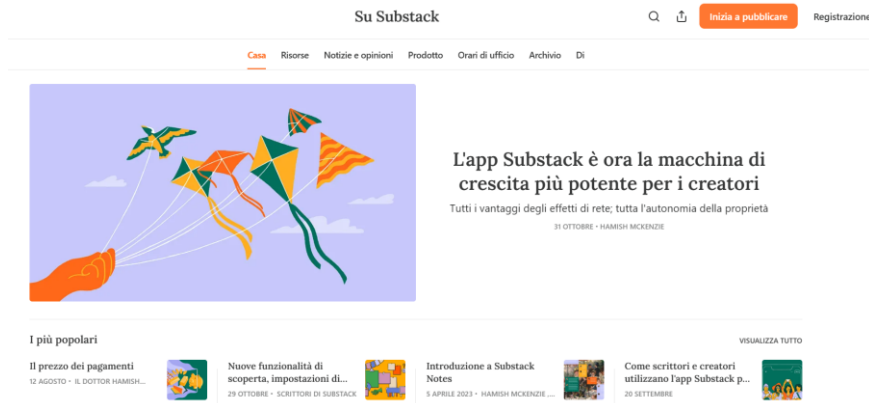 Su Substack
Inizia a pubblicare
Registrazione
Casa Risorse Notizie e opinioni Prodotto Orari di ufficio Archivio Di
L'app Substack è ora la macchina di
crescita più potente per i creatori
Tutti i vantaggi degli effetti di rete; tutta l'autonomia della proprietà
31 OTTOBRE • HAMISH MCKENZIE
I più popolari
VISUALIZZA TUTTO
Il prezzo dei pagamenti
12 AGOSTO • IL DOTTOR HAMISH...
Nuove funzionalità di
scoperta, impostazioni di...
29 OTTOBRE • SCRITTORI DI SUBSTACK
Introduzione a Substack
Notes
5 APRILE 2023 • HAMISH MCKENZIE ,...
Come scrittori e creatori
utilizzano l'app Substack p...
20 SETTEMBRE